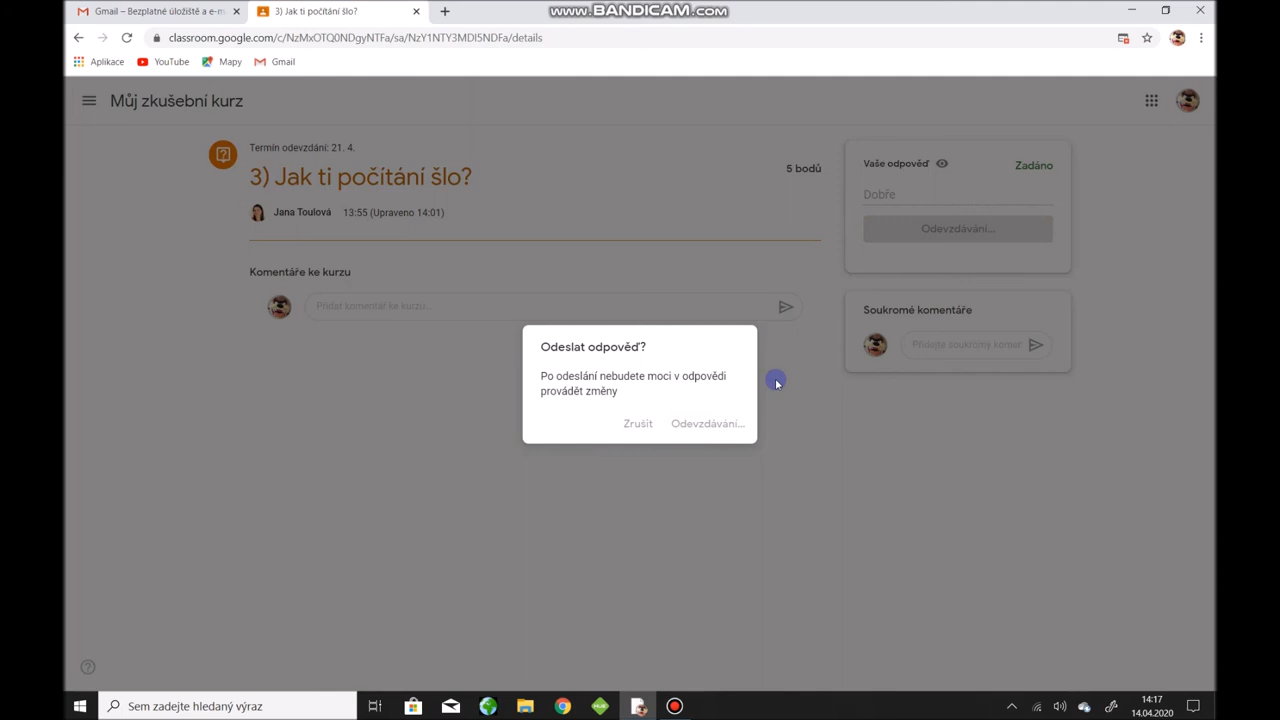 www.BANDICAM.com
Gmail – Bezplatné úložiště a e-m
3) Jak ti počítání šlo?
classroom.google.com/c/NzMxOTQ0NDgyNTFa/sa/NzY1NTY3MDI5NDFa/details
Aplikace
YouTube
Mapy
Gmail
Můj zkušební kurz
Termín odevzdání: 21. 4.
3) Jak ti počítání šlo?
5 bodů
Jana Toulová 13:55 (Upraveno 14:01)
Vaše odpověď
Zadáno
Dobře
Odevzdávání...
Komentáře ke kurzu
Přidat komentář ke kurzu...
Soukromé komentáře
Přidejte soukromý komer
Odeslat odpověď?
Po odeslání nebudete moci v odpovědi
provádět změny
Zrušit
Odevzdávání...
Sem zadejte hledaný výraz
HUB
14:17
14.04.2020